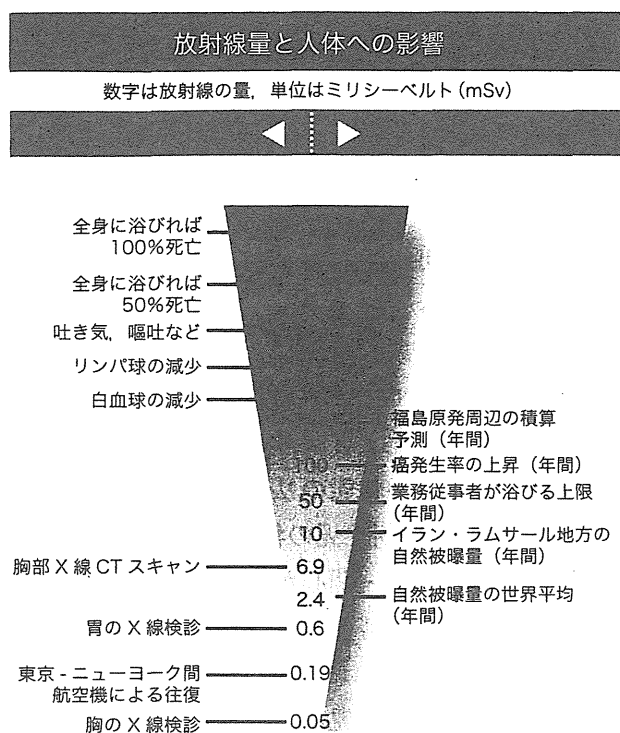 放射線量と人体への影響
数字は放射線の量，単位はミリシーベルト(mSv)
全身に浴びれば
100%死亡
全身に浴びれば
50%死亡
吐き気，嘔吐など
リンパ球の減少
白血球の減少
福島原発周辺の積算
予測（年間）
100 癌発生率の上昇（年間）
50 業務従事者が浴びる上限
（年間）
10 イラン・ラムサール地方の
自然被曝量（年間）
胸部X線CTスキャン 6.9
2.4 自然被曝量の世界平均
（年間）
胃のX線検診 0.6
東京-ニューヨーク間 0.19
航空機による往復
胸のX線検診 0.05